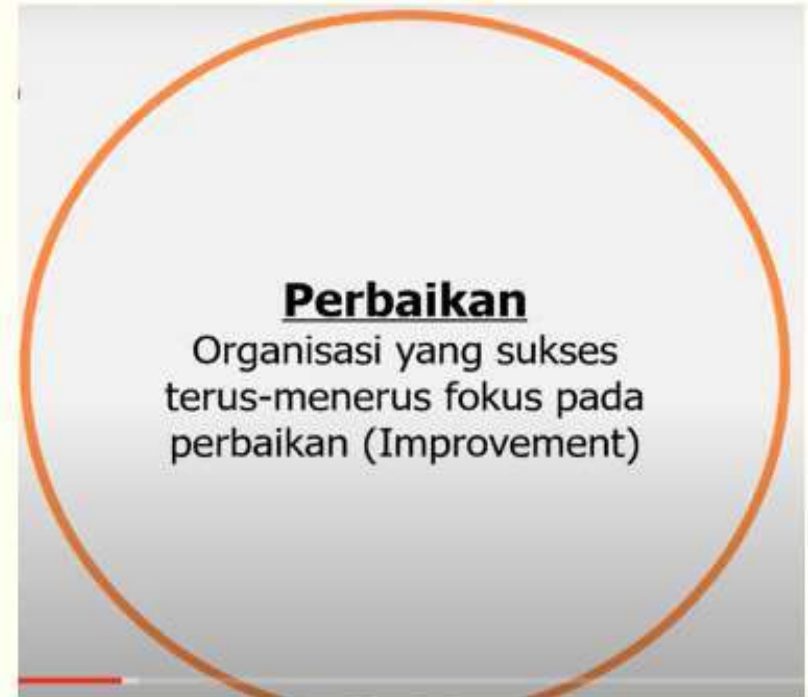 Perbaikan
Organisasi yang sukses
terus-menerus fokus pada
perbaikan (Improvement)